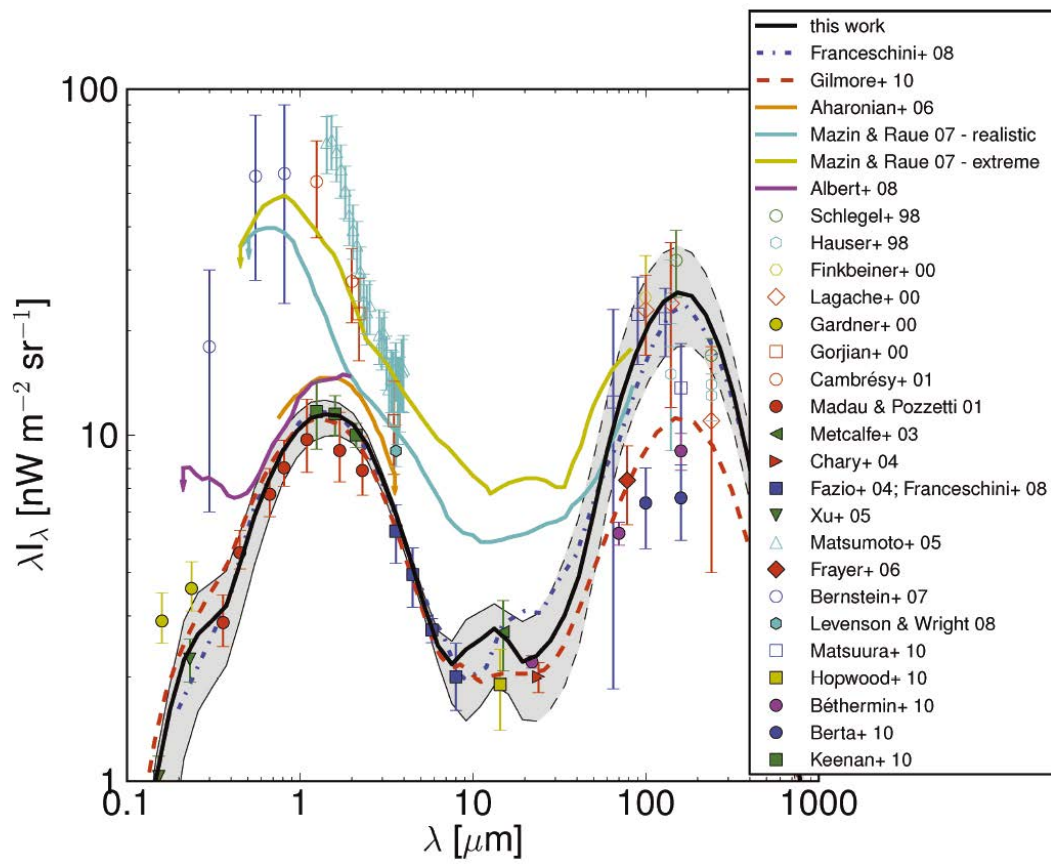 this work
Franceschini+ 08
Gilmore+ 10
Aharonian+ 06
Mazin & Raue 07 - realistic
Mazin & Raue 07 - extreme
Albert+ 08
Schlegel+ 98
Hauser+ 98
Finkbeiner+ 00
Lagache+ 00
Gardner+ 00
Gorjian+ 00
Cambrésy+ 01
Madau & Pozzetti 01
Metcalfe+ 03
Chary+ 04
Fazio+ 04; Franceschini+ 08
Xu+ 05
Matsumoto+ 05
Frayer+ 06
Bernstein+ 07
Levenson & Wright 08
Matsuura+ 10
Hopwood+ 10
Béthermin+ 10
Berta+ 10
Keenan+ 10
100
10
1
λI_λ [nW m⁻² sr⁻¹]
0.1 1 10 100 1000
λ [μm]